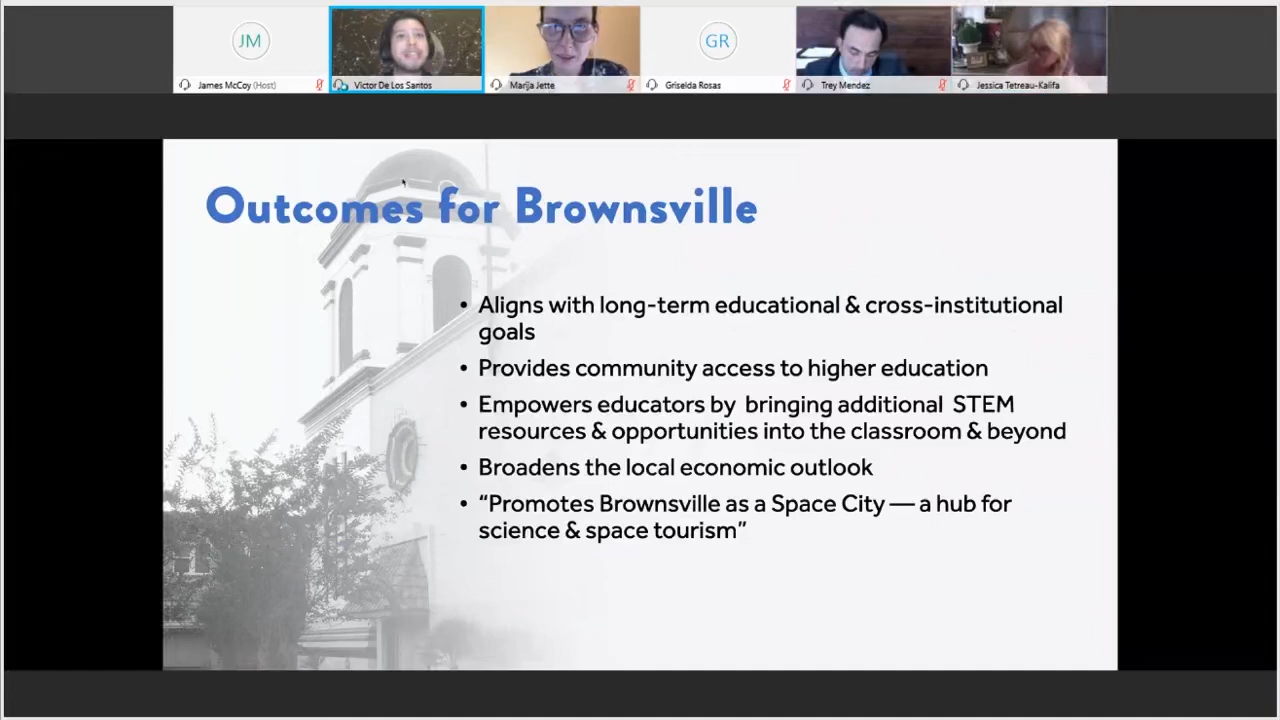 JM
GR
James McCoy (Host)
Victor De Los Santos
Marija Jette
Griselda Rosas
Trey Mendez
Jessica Tetreau-Kalifa
Outcomes for Brownsville
• Aligns with long-term educational & cross-institutional
goals
• Provides community access to higher education
• Empowers educators by bringing additional STEM
resources & opportunities into the classroom & beyond
• Broadens the local economic outlook
• “Promotes Brownsville as a Space City — a hub for
science & space tourism”